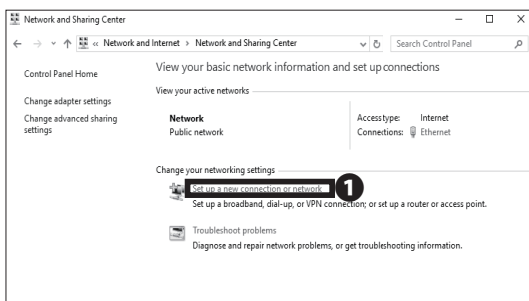 Network and Sharing Center
« Network and Internet > Network and Sharing Center
Search Control Panel
Control Panel Home
Change adapter settings
Change advanced sharing
settings
View your basic network information and set up connections
View your active networks
Network
Public network
Access type: Internet
Connections: Ethernet
Change your networking settings
Set up a new connection or network
1
Set up a broadband, dial-up, or VPN connection; or set up a router or access point.
Troubleshoot problems
Diagnose and repair network problems, or get troubleshooting information.